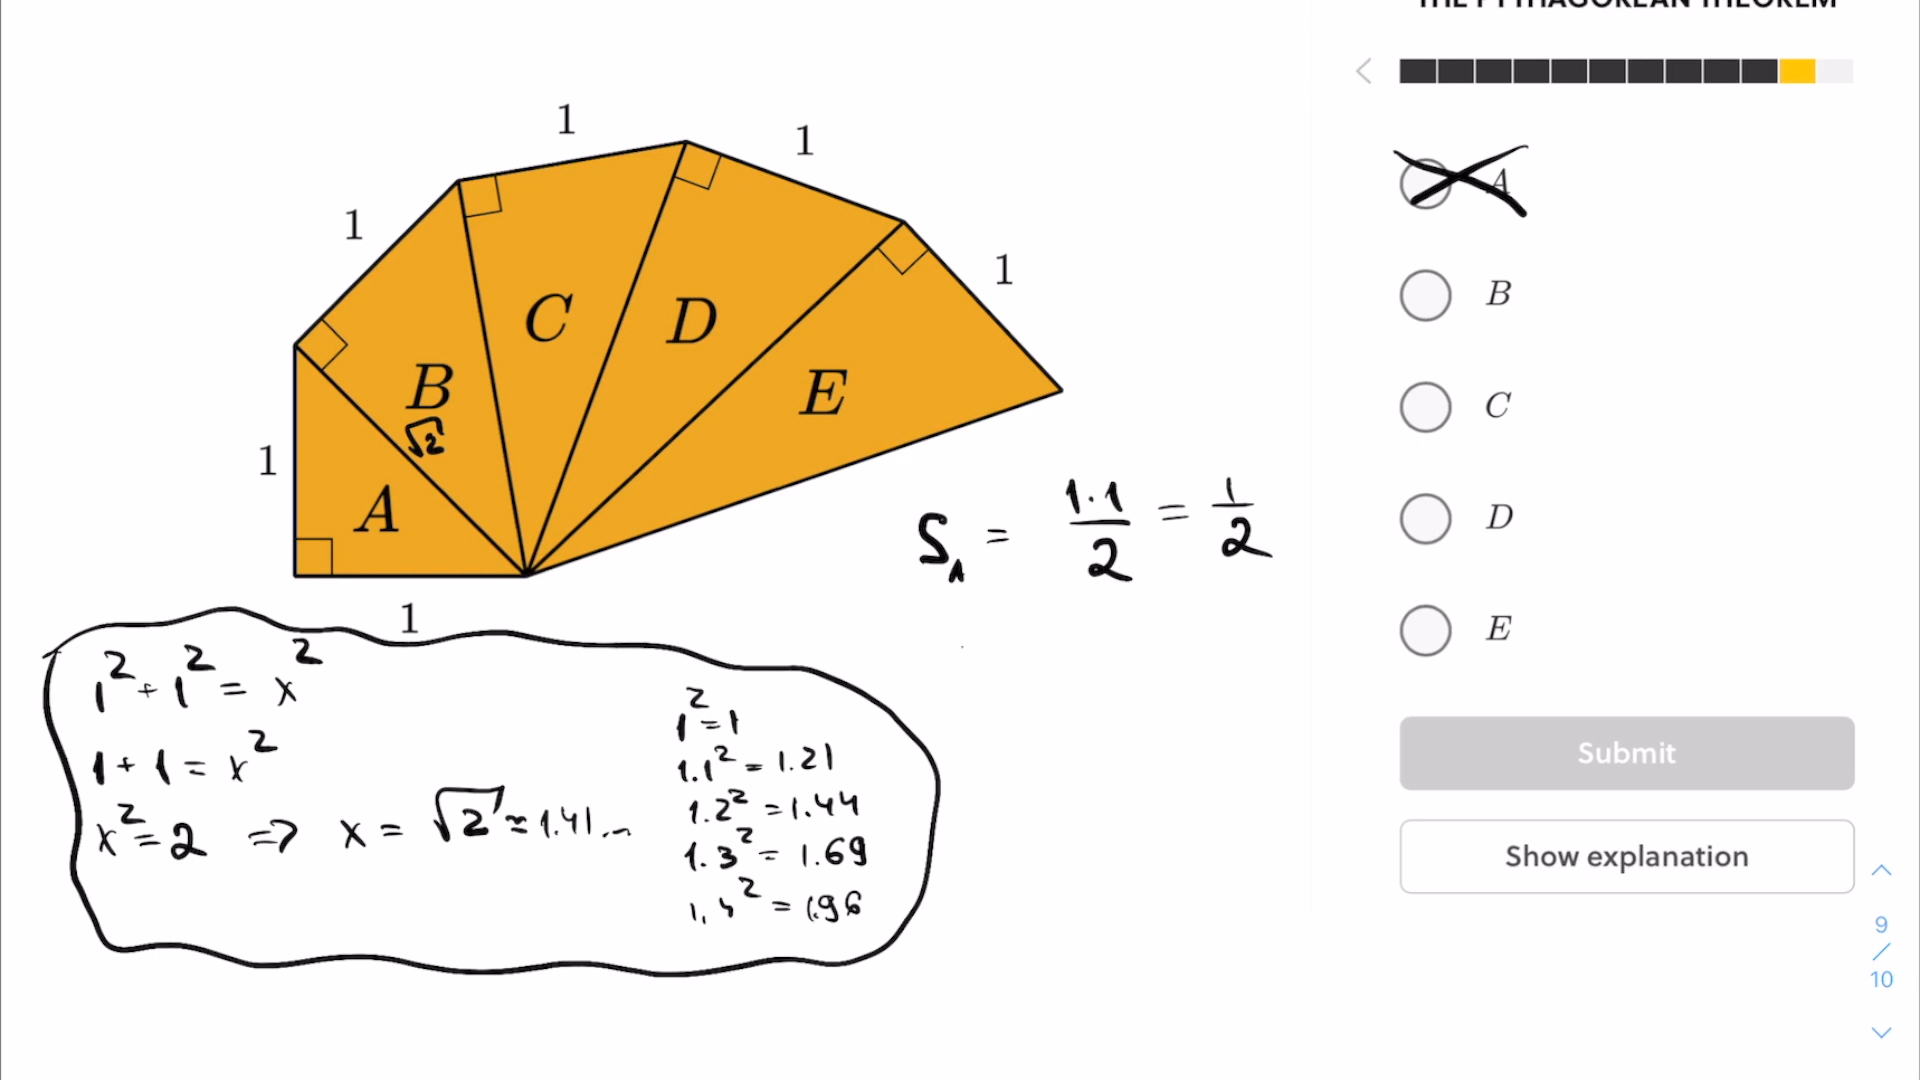 THE PYTHAGOREAN THEOREM
1
1
1
1
1
1
A
B
√2
C
D
E
S_A = 1·1/2 = 1/2
1² + 1² = x²
1 + 1 = x²
x² = 2 => x = √2 ≈ 1.41...
1² = 1
1.1² = 1.21
1.2² = 1.44
1.3² = 1.69
1.4² = 1.96
A
B
C
D
E
Submit
Show explanation
9
/
10